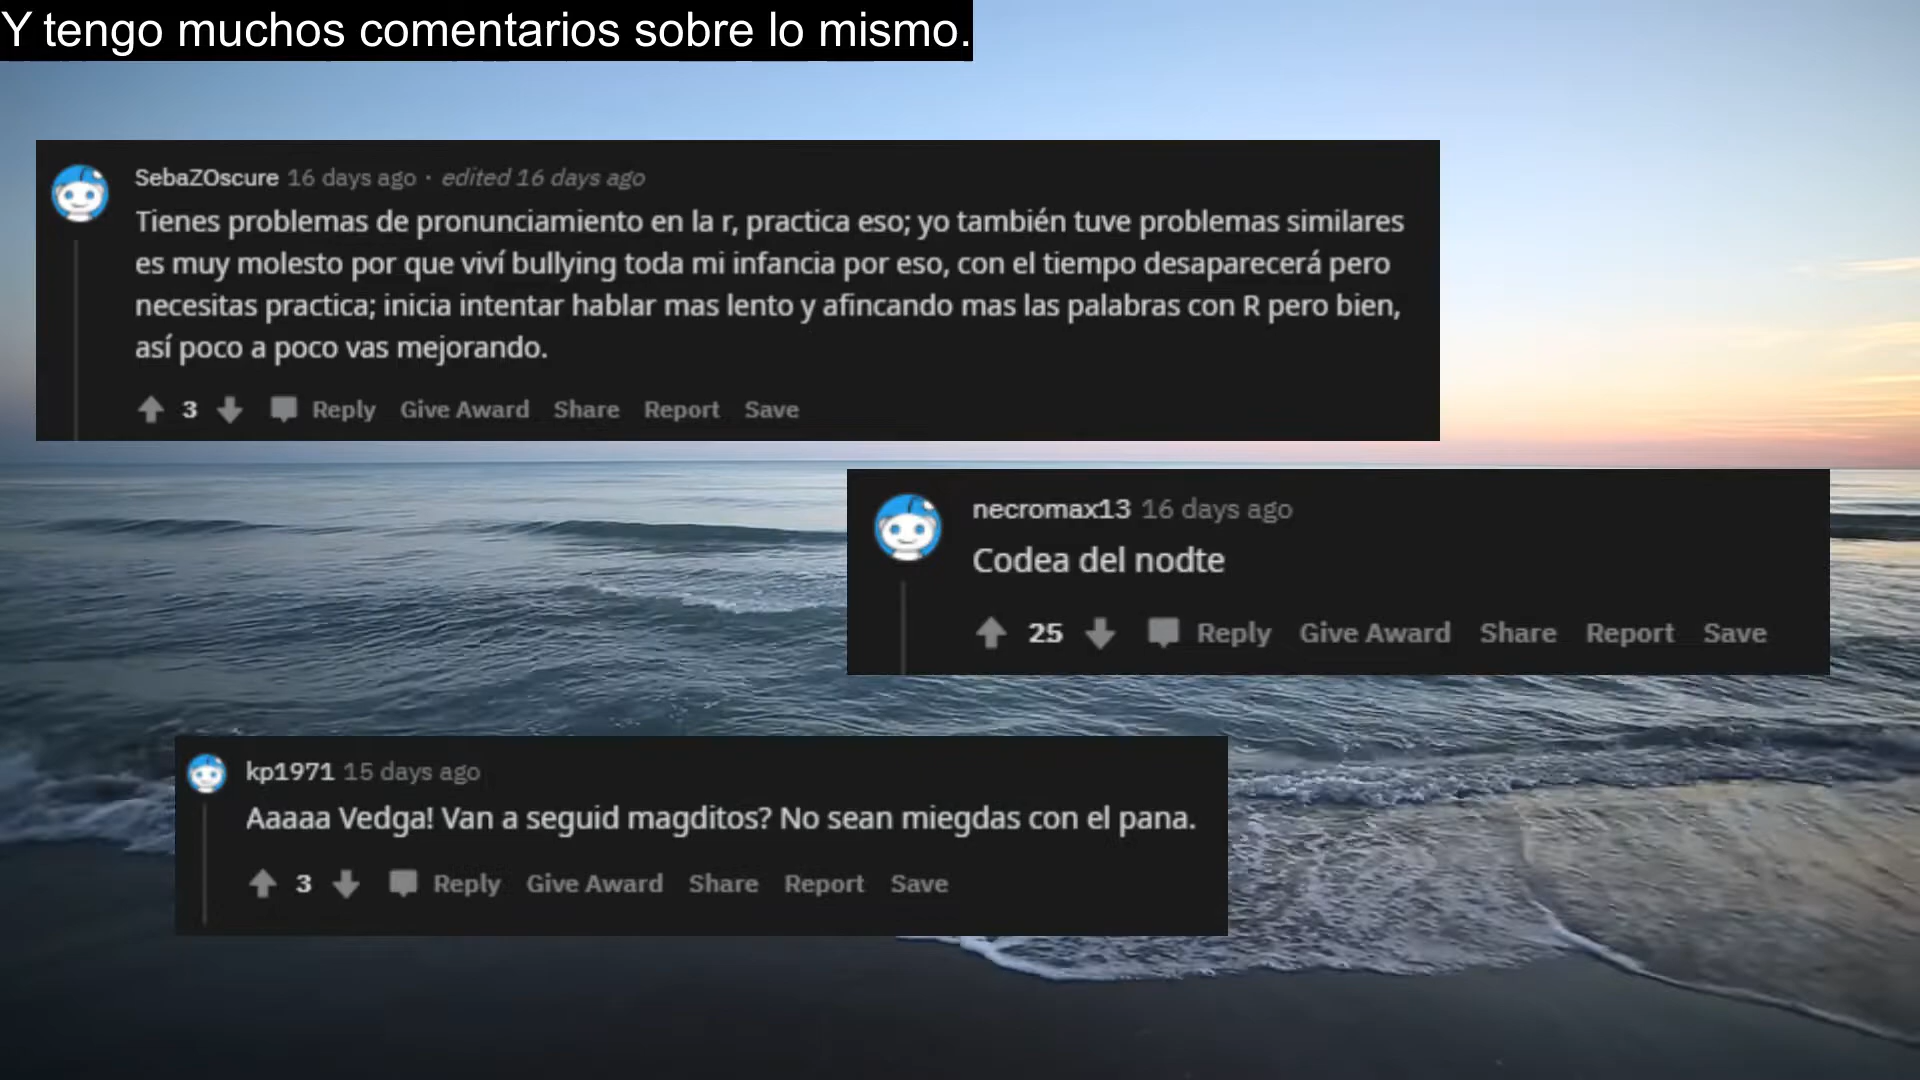 Y tengo muchos comentarios sobre lo mismo.
SebaZOscure 16 days ago · edited 16 days ago
Tienes problemas de pronunciamiento en la r, practica eso; yo también tuve problemas similares
es muy molesto por que viví bullying toda mi infancia por eso, con el tiempo desaparecerá pero
necesitas practica; inicia intentar hablar mas lento y afincando mas las palabras con R pero bien,
así poco a poco vas mejorando.
3 Reply Give Award Share Report Save
necromax13 16 days ago
Codea del nodte
25 Reply Give Award Share Report Save
kp1971 15 days ago
Aaaaa Vedga! Van a seguid magditos? No sean miegdas con el pana.
3 Reply Give Award Share Report Save